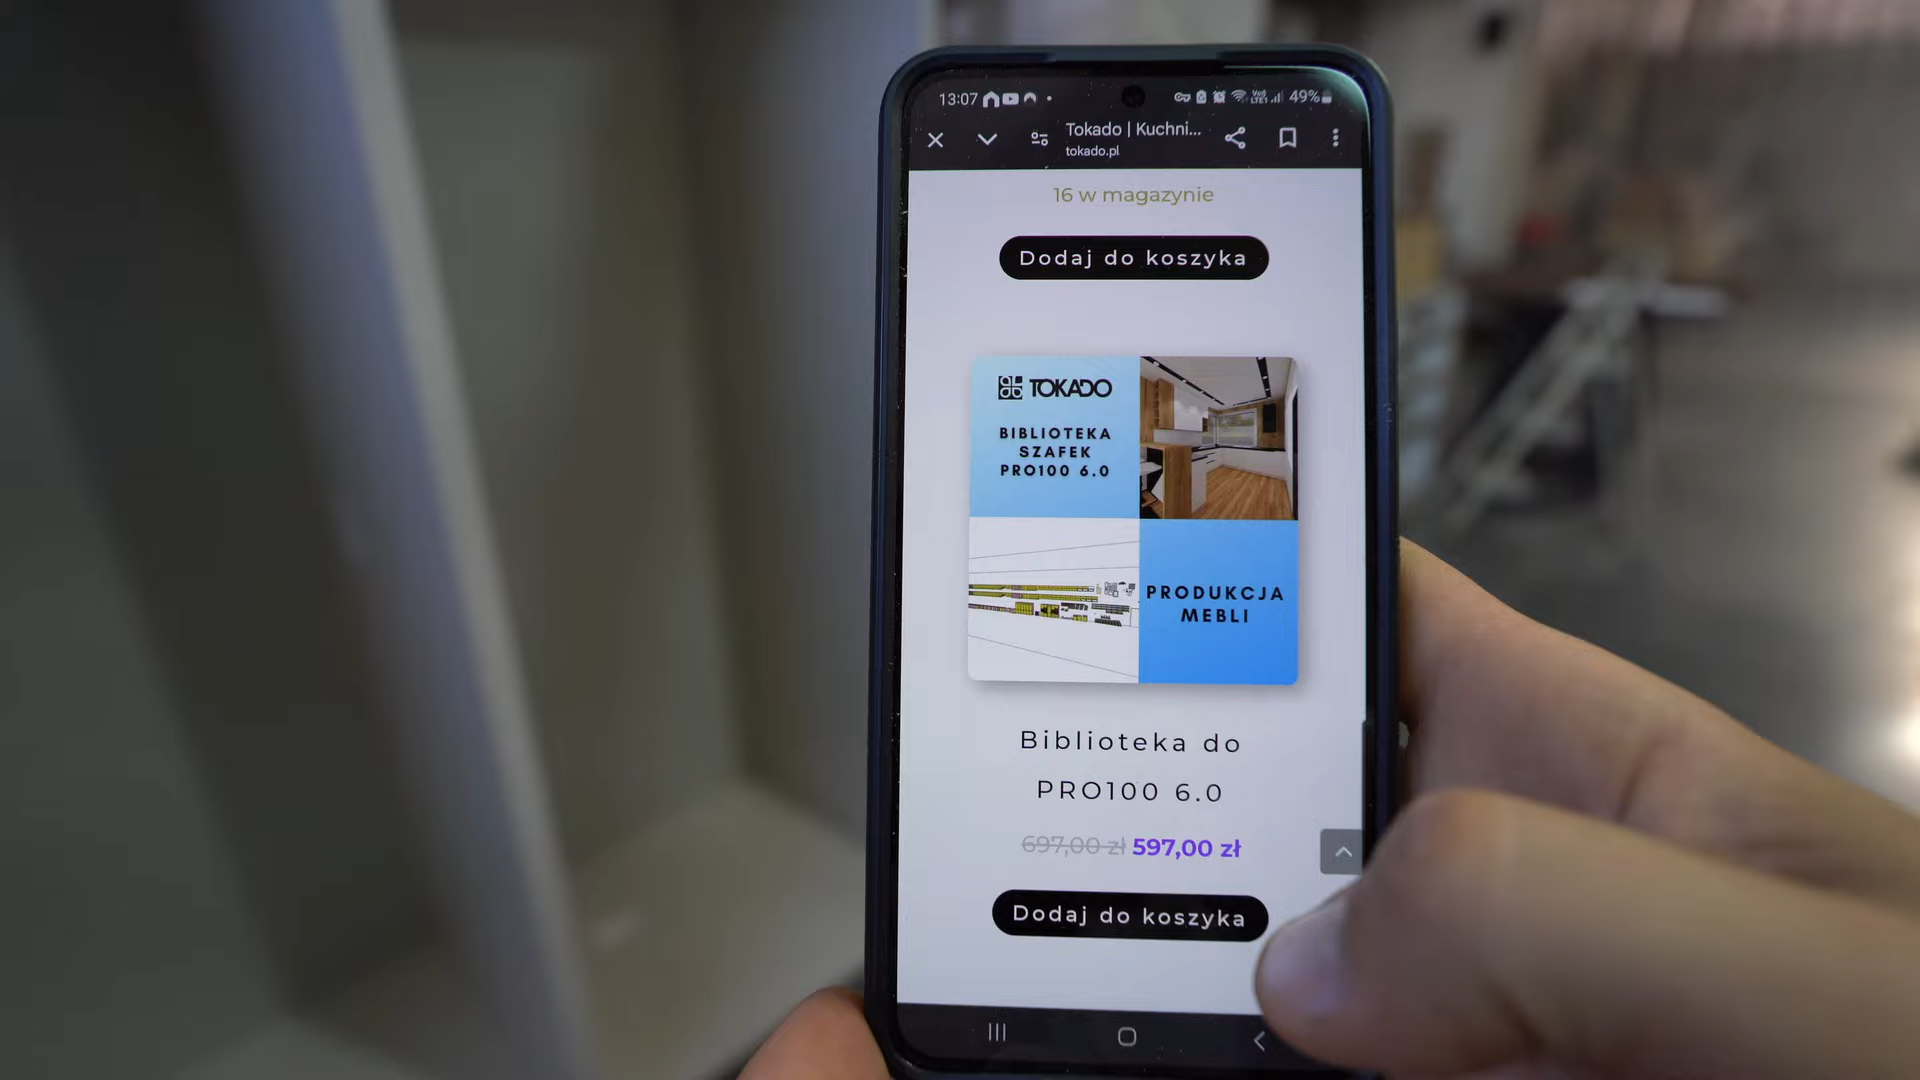 13:07
49%
Tokado | Kuchni...
tokado.pl
16 w magazynie
Dodaj do koszyka
TOKADO
BIBLIOTEKA
SZAFEK
PRO100 6.0
PRODUKCJA
MEBLI
Biblioteka do
PRO100 6.0
697,00 zł 597,00 zł
Dodaj do koszyka